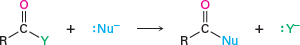 O O
R C Y + :Nu⁻ ⟶ R C Nu + :Y⁻